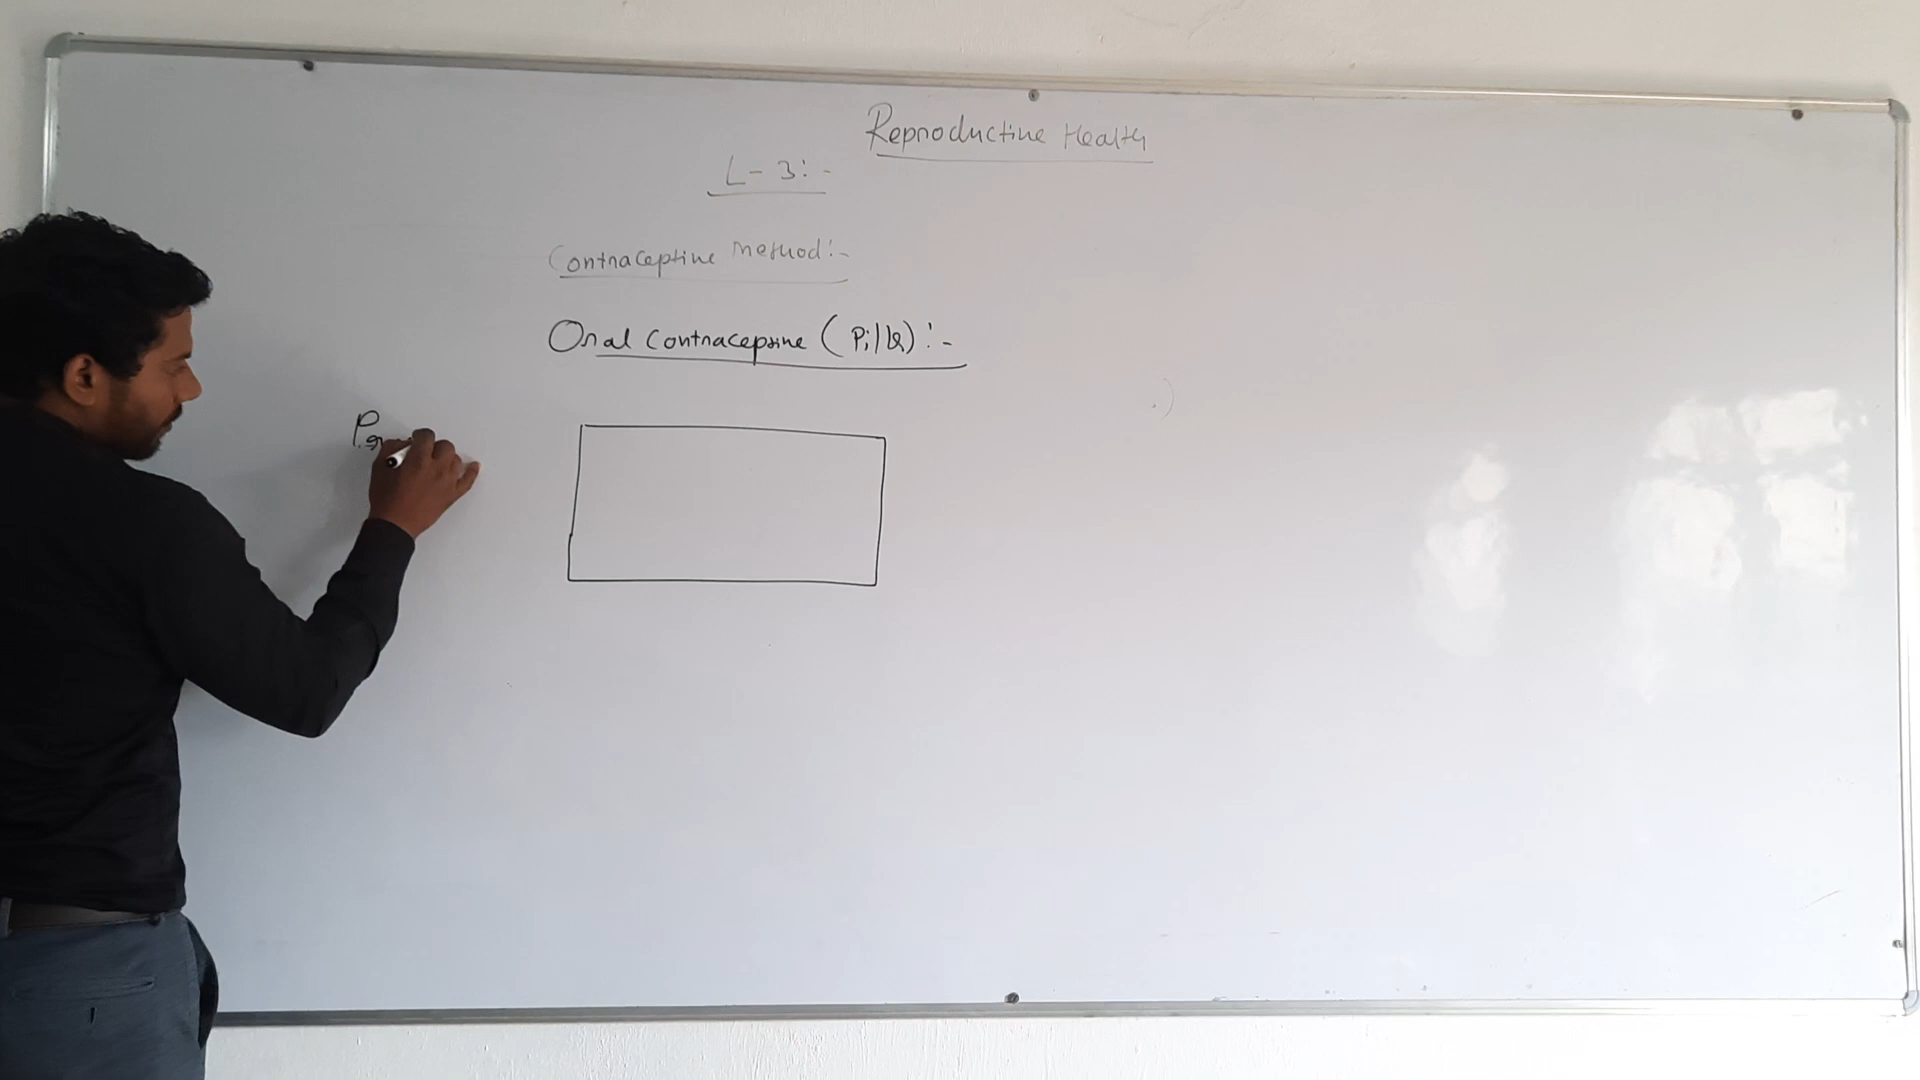 Reproductive Health
L-3:-
Contraceptive Method:-
Oral Contraceptive (Pills):-